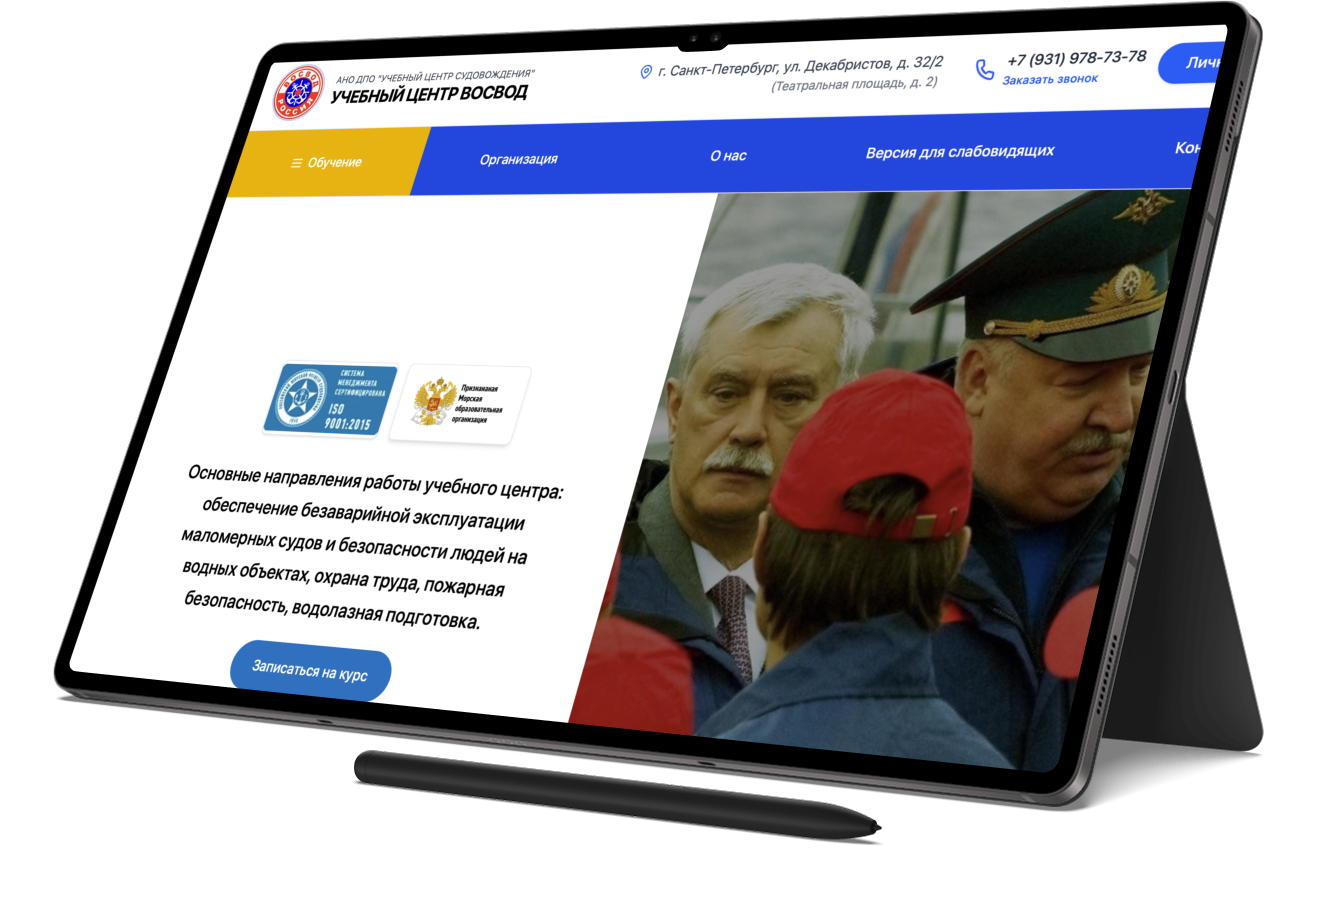 ВОСВОД
РОССИИ
АНО ДПО "УЧЕБНЫЙ ЦЕНТР СУДОВОЖДЕНИЯ"
УЧЕБНЫЙ ЦЕНТР ВОСВОД
г. Санкт-Петербург, ул. Декабристов, д. 32/2
(Театральная площадь, д. 2)
+7 (931) 978-73-78
Заказать звонок
Личн
Обучение
Организация
О нас
Версия для слабовидящих
Кон
СИСТЕМА
МЕНЕДЖМЕНТА
СЕРТИФИЦИРОВАНА
ISO
9001:2015
Признананая
Морская
образовательная
организация
Основные направления работы учебного центра:
обеспечение безаварийной эксплуатации
маломерных судов и безопасности людей на
водных объектах, охрана труда, пожарная
безопасность, водолазная подготовка.
Записаться на курс